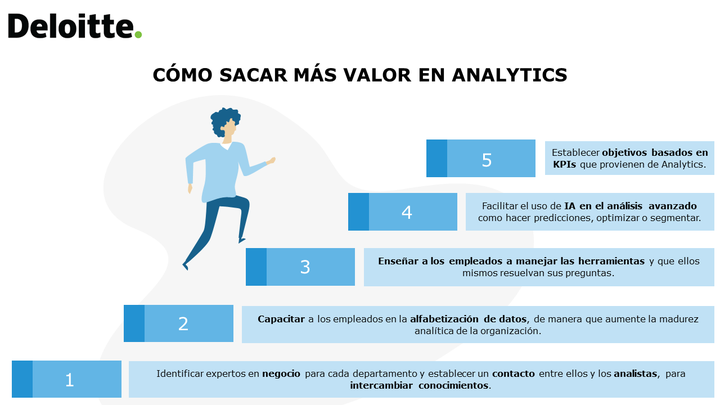 Deloitte.
CÓMO SACAR MÁS VALOR EN ANALYTICS
5
Establecer objetivos basados en
KPIs que provienen de Analytics.
4
Facilitar el uso de IA en el análisis avanzado
como hacer predicciones, optimizar o segmentar.
3
Enseñar a los empleados a manejar las herramientas y que ellos
mismos resuelvan sus preguntas.
2
Capacitar a los empleados en la alfabetización de datos, de manera que aumente la madurez
analítica de la organización.
1
Identificar expertos en negocio para cada departamento y establecer un contacto entre ellos y los analistas, para
intercambiar conocimientos.